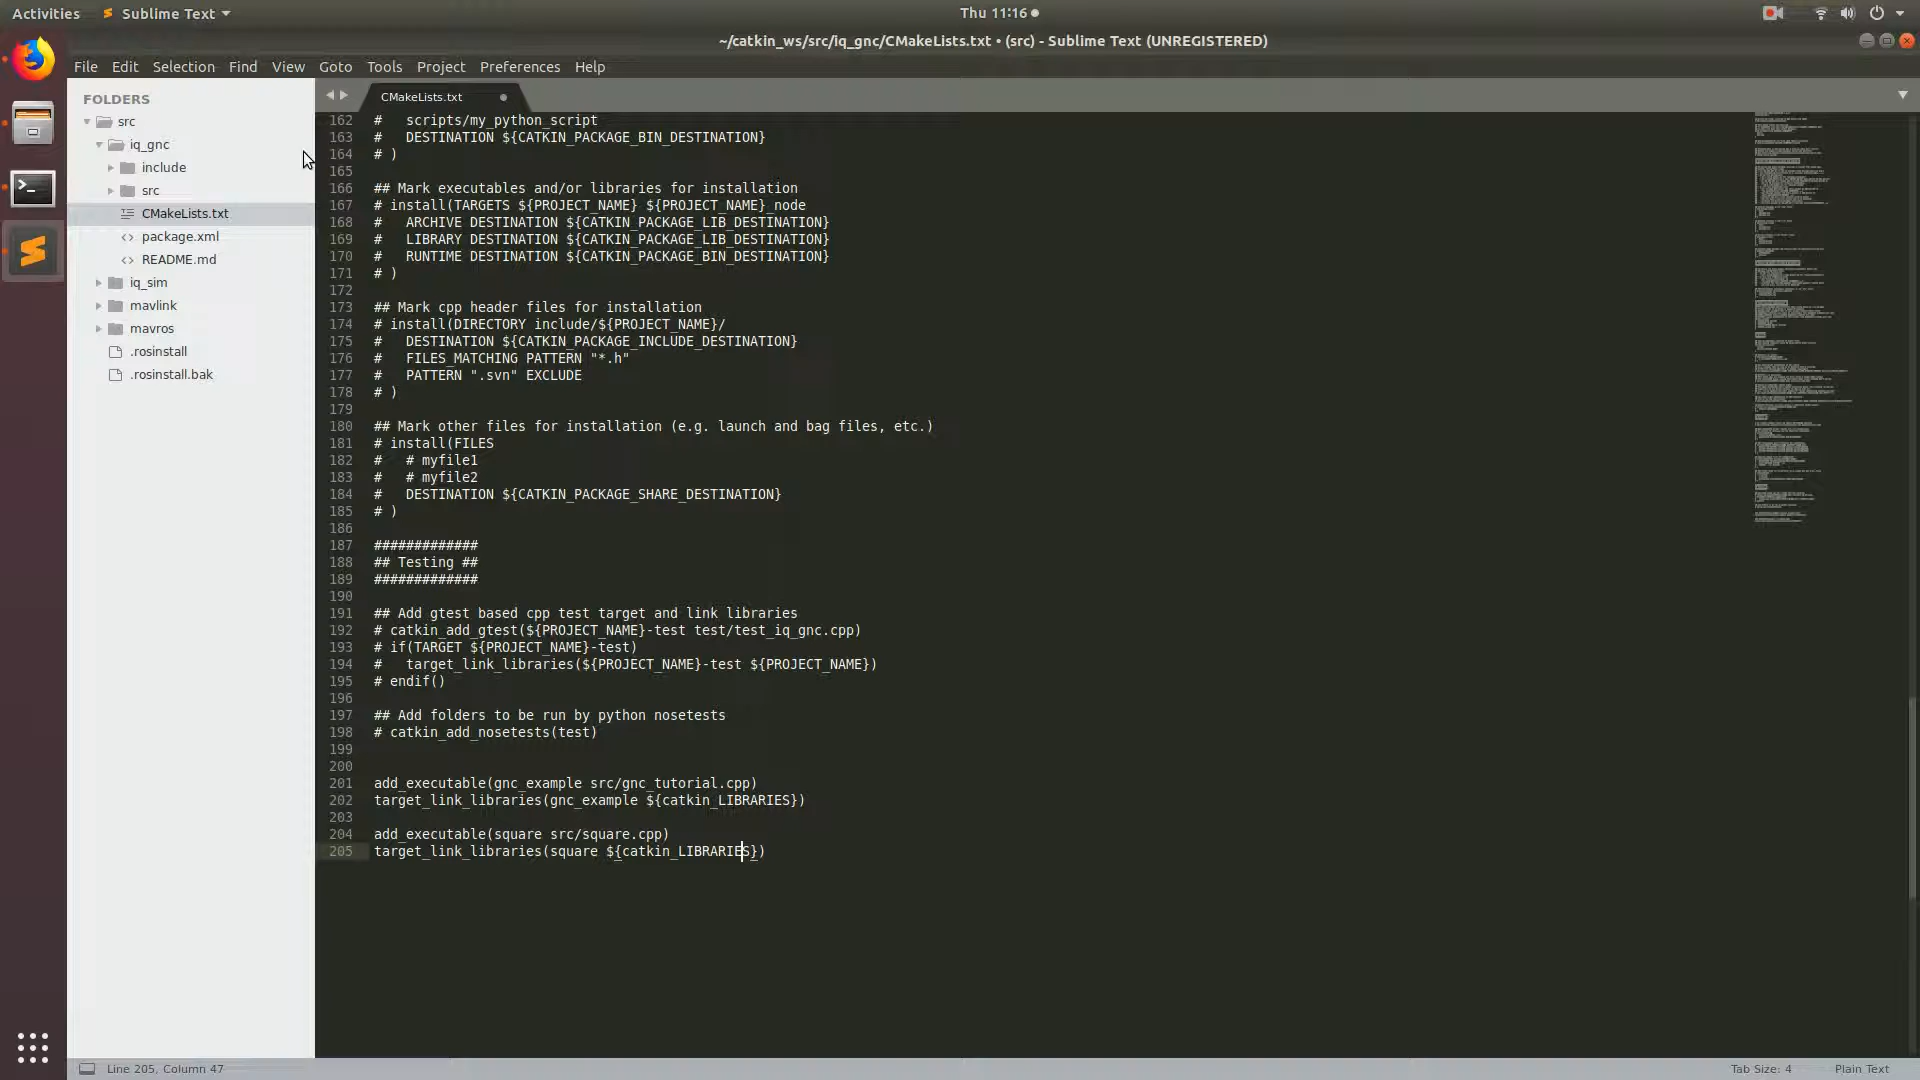 Activities Sublime Text Thu 11:16
~/catkin_ws/src/iq_gnc/CMakeLists.txt • (src) - Sublime Text (UNREGISTERED)
File Edit Selection Find View Goto Tools Project Preferences Help
FOLDERS
src
iq_gnc
include
src
CMakeLists.txt
package.xml
README.md
iq_sim
mavlink
mavros
.rosinstall
.rosinstall.bak
CMakeLists.txt
162 #   scripts/my_python_script
163 #   DESTINATION ${CATKIN_PACKAGE_BIN_DESTINATION}
164 # )
165
166 ## Mark executables and/or libraries for installation
167 # install(TARGETS ${PROJECT_NAME} ${PROJECT_NAME}_node
168 #   ARCHIVE DESTINATION ${CATKIN_PACKAGE_LIB_DESTINATION}
169 #   LIBRARY DESTINATION ${CATKIN_PACKAGE_LIB_DESTINATION}
170 #   RUNTIME DESTINATION ${CATKIN_PACKAGE_BIN_DESTINATION}
171 # )
172
173 ## Mark cpp header files for installation
174 # install(DIRECTORY include/${PROJECT_NAME}/
175 #   DESTINATION ${CATKIN_PACKAGE_INCLUDE_DESTINATION}
176 #   FILES_MATCHING PATTERN "*.h"
177 #   PATTERN ".svn" EXCLUDE
178 # )
179
180 ## Mark other files for installation (e.g. launch and bag files, etc.)
181 # install(FILES
182 #   # myfile1
183 #   # myfile2
184 #   DESTINATION ${CATKIN_PACKAGE_SHARE_DESTINATION}
185 # )
186
187 #############
188 ## Testing ##
189 #############
190
191 ## Add gtest based cpp test target and link libraries
192 # catkin_add_gtest(${PROJECT_NAME}-test test/test_iq_gnc.cpp)
193 # if(TARGET ${PROJECT_NAME}-test)
194 #   target_link_libraries(${PROJECT_NAME}-test ${PROJECT_NAME})
195 # endif()
196
197 ## Add folders to be run by python nosetests
198 # catkin_add_nosetests(test)
199
200
201 add_executable(gnc_example src/gnc_tutorial.cpp)
202 target_link_libraries(gnc_example ${catkin_LIBRARIES})
203
204 add_executable(square src/square.cpp)
205 target_link_libraries(square ${catkin_LIBRARIES})
Line 205, Column 47 Tab Size: 4 Plain Text